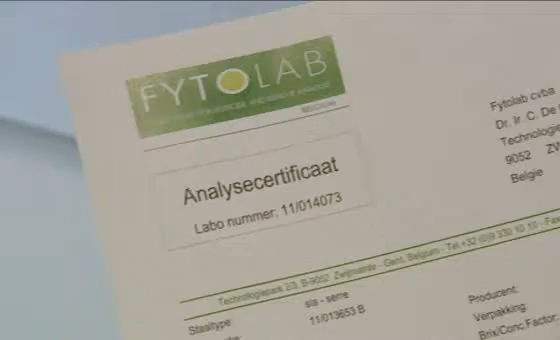 FYTOLAB
BELGIUM
Analysecertificaat
Labo nummer: 11/014073
Fytolab cvba
Dr. Ir. C. De
Technologie
9052 ZW
Belgie
Technologiepark 2/3, B-9052 Zwijnaarde - Gent, Belgium - Tel +32 (0)9 330 10 10 - Fax
Staaltype: sla - serre
11/013653 B
Producent:
Verpakking:
Brix/Conc.Factor: